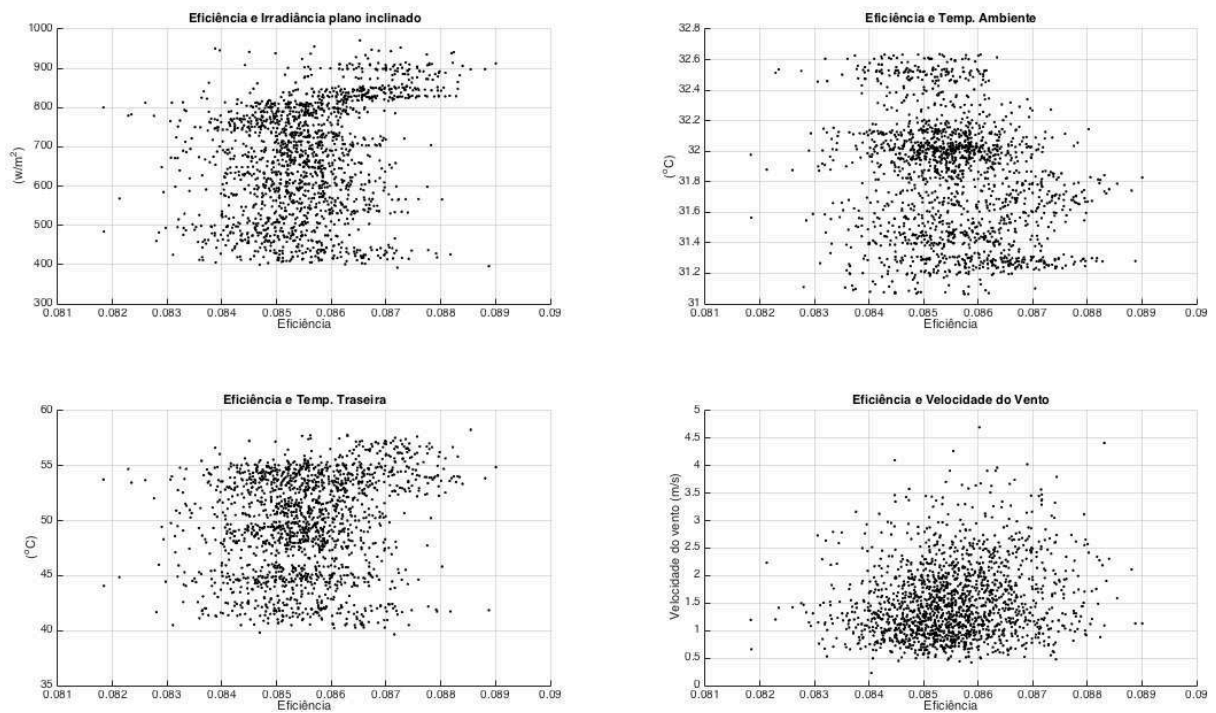 Eficiência e Irradiância plano inclinado
1000
900
800
700
600
500
400
300
(w/m²)
0.081 0.082 0.083 0.084 0.085 0.086 0.087 0.088 0.089 0.09
Eficiência
Eficiência e Temp. Ambiente
32.8
32.6
32.4
32.2
32
31.8
31.6
31.4
31.2
31
(°C)
0.081 0.082 0.083 0.084 0.085 0.086 0.087 0.088 0.089 0.09
Eficiência
Eficiência e Temp. Traseira
60
55
50
45
40
35
(°C)
0.081 0.082 0.083 0.084 0.085 0.086 0.087 0.088 0.089 0.09
Eficiência
Eficiência e Velocidade do Vento
5
4.5
4
3.5
3
2.5
2
1.5
1
0.5
0
Velocidade do vento (m/s)
0.081 0.082 0.083 0.084 0.085 0.086 0.087 0.088 0.089 0.09
Eficiência